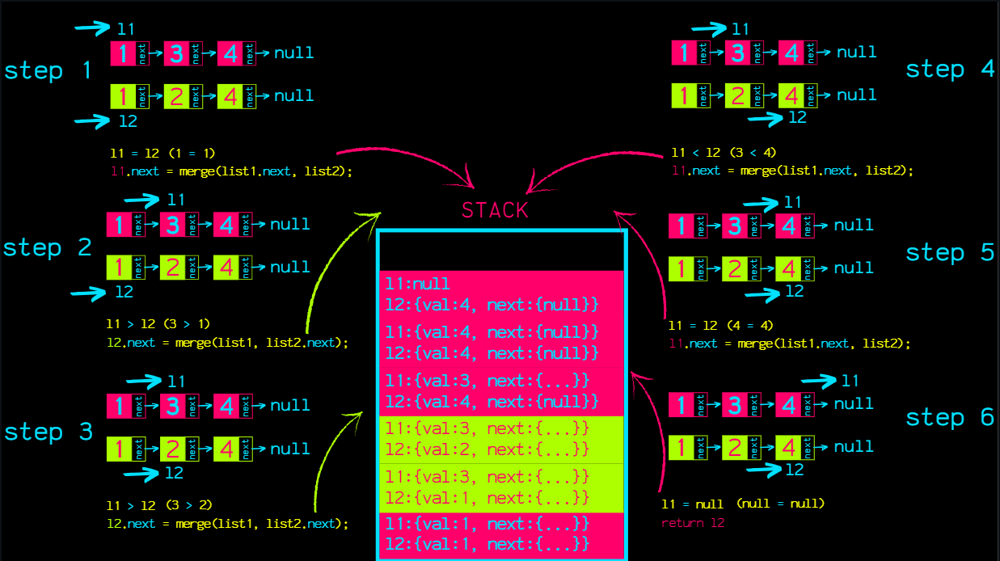 step 1
l1
1 next 3 next 4 next null
1 next 2 next 4 next null
l2
l1 = l2 (1 = 1)
l1.next = merge(list1.next, list2);
step 2
l1
1 next 3 next 4 next null
1 next 2 next 4 next null
l2
l1 > l2 (3 > 1)
l2.next = merge(list1, list2.next);
step 3
l1
1 next 3 next 4 next null
1 next 2 next 4 next null
l2
l1 > l2 (3 > 2)
l2.next = merge(list1, list2.next);
STACK
l1:null
l2:{val:4, next:{null}}
l1:{val:4, next:{null}}
l2:{val:4, next:{null}}
l1:{val:3, next:{...}}
l2:{val:4, next:{null}}
l1:{val:3, next:{...}}
l2:{val:2, next:{...}}
l1:{val:3, next:{...}}
l2:{val:1, next:{...}}
l1:{val:1, next:{...}}
l2:{val:1, next:{...}}
step 4
l1
1 next 3 next 4 next null
1 next 2 next 4 next null
l2
l1 < l2 (3 < 4)
l1.next = merge(list1.next, list2);
step 5
l1
1 next 3 next 4 next null
1 next 2 next 4 next null
l2
l1 = l2 (4 = 4)
l1.next = merge(list1.next, list2);
step 6
l1
1 next 3 next 4 next null
1 next 2 next 4 next null
l2
l1 = null (null = null)
return l2